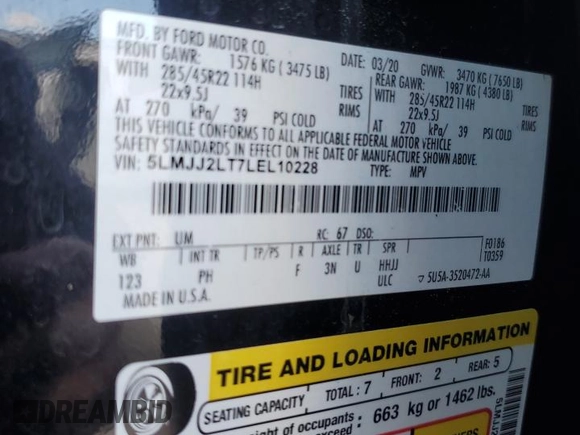 MFD. BY FORD MOTOR CO.
DATE: 03/20 GVWR: 3470 KG (7650 LB)
FRONT GAWR: 1576 KG (3475 LB) REAR GAWR: 1987 KG (4380 LB)
WITH 285/45R22 114H TIRES WITH 285/45R22 114H TIRES
22x9.5J RIMS 22x9.5J RIMS
AT 270 kPa/ 39 PSI COLD AT 270 kPa/ 39 PSI COLD
THIS VEHICLE CONFORMS TO ALL APPLICABLE FEDERAL MOTOR VEHICLE
SAFETY STANDARDS IN EFFECT ON THE DATE OF MANUFACTURE SHOWN ABOVE.
VIN: 5LMJJ2LT7LEL10228 TYPE: MPV
EXT PNT: UM RC: 67 DSO: F0186
WB INT TR TP/PS R AXLE TR SPR T0359
123 PH F 3N U HHJJ
ULC 5U5A-3520472-AA
MADE IN U.S.A.
TIRE AND LOADING INFORMATION
SEATING CAPACITY TOTAL: 7 FRONT: 2 REAR: 5
weight of occupants
exceed 663 kg or 1462 lbs.
5LMJJ2
DREAMBID